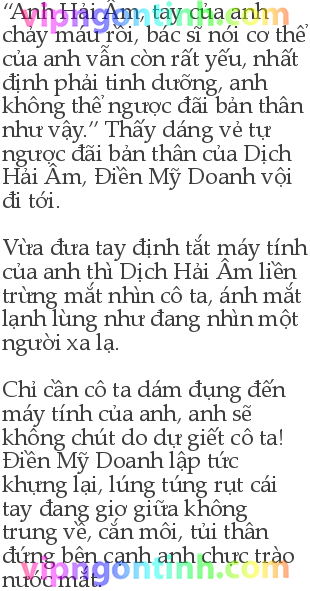 “Anh Hải Âm, tay của anh
vipngontinh.com
chảy máu rồi, bác sĩ nói cơ thể
của anh vẫn còn rất yếu, nhất
định phải tinh dưỡng, anh
không thể ngược đãi bản thân
như vậy.” Thấy dáng vẻ tự
ngược đãi bản thân của Dịch
Hải Âm, Điền Mỹ Doanh vội
đi tới.
Vừa đưa tay định tắt máy tính
của anh thì Dịch Hải Âm liền
trừng mắt nhìn cô ta, ánh mắt
lạnh lùng như đang nhìn một
người xa lạ.
Chỉ cần cô ta dám đụng đến
máy tính của anh, anh sẽ
không chút do dự giết cô ta!
Điền Mỹ Doanh lập tức
khựng lại, lúng túng rụt cái
tay đang giơ giữa không
trung về, cắn môi, tủi thân
đứng bên cạnh anh chực trào
nước mắt.
vipngontinh.com